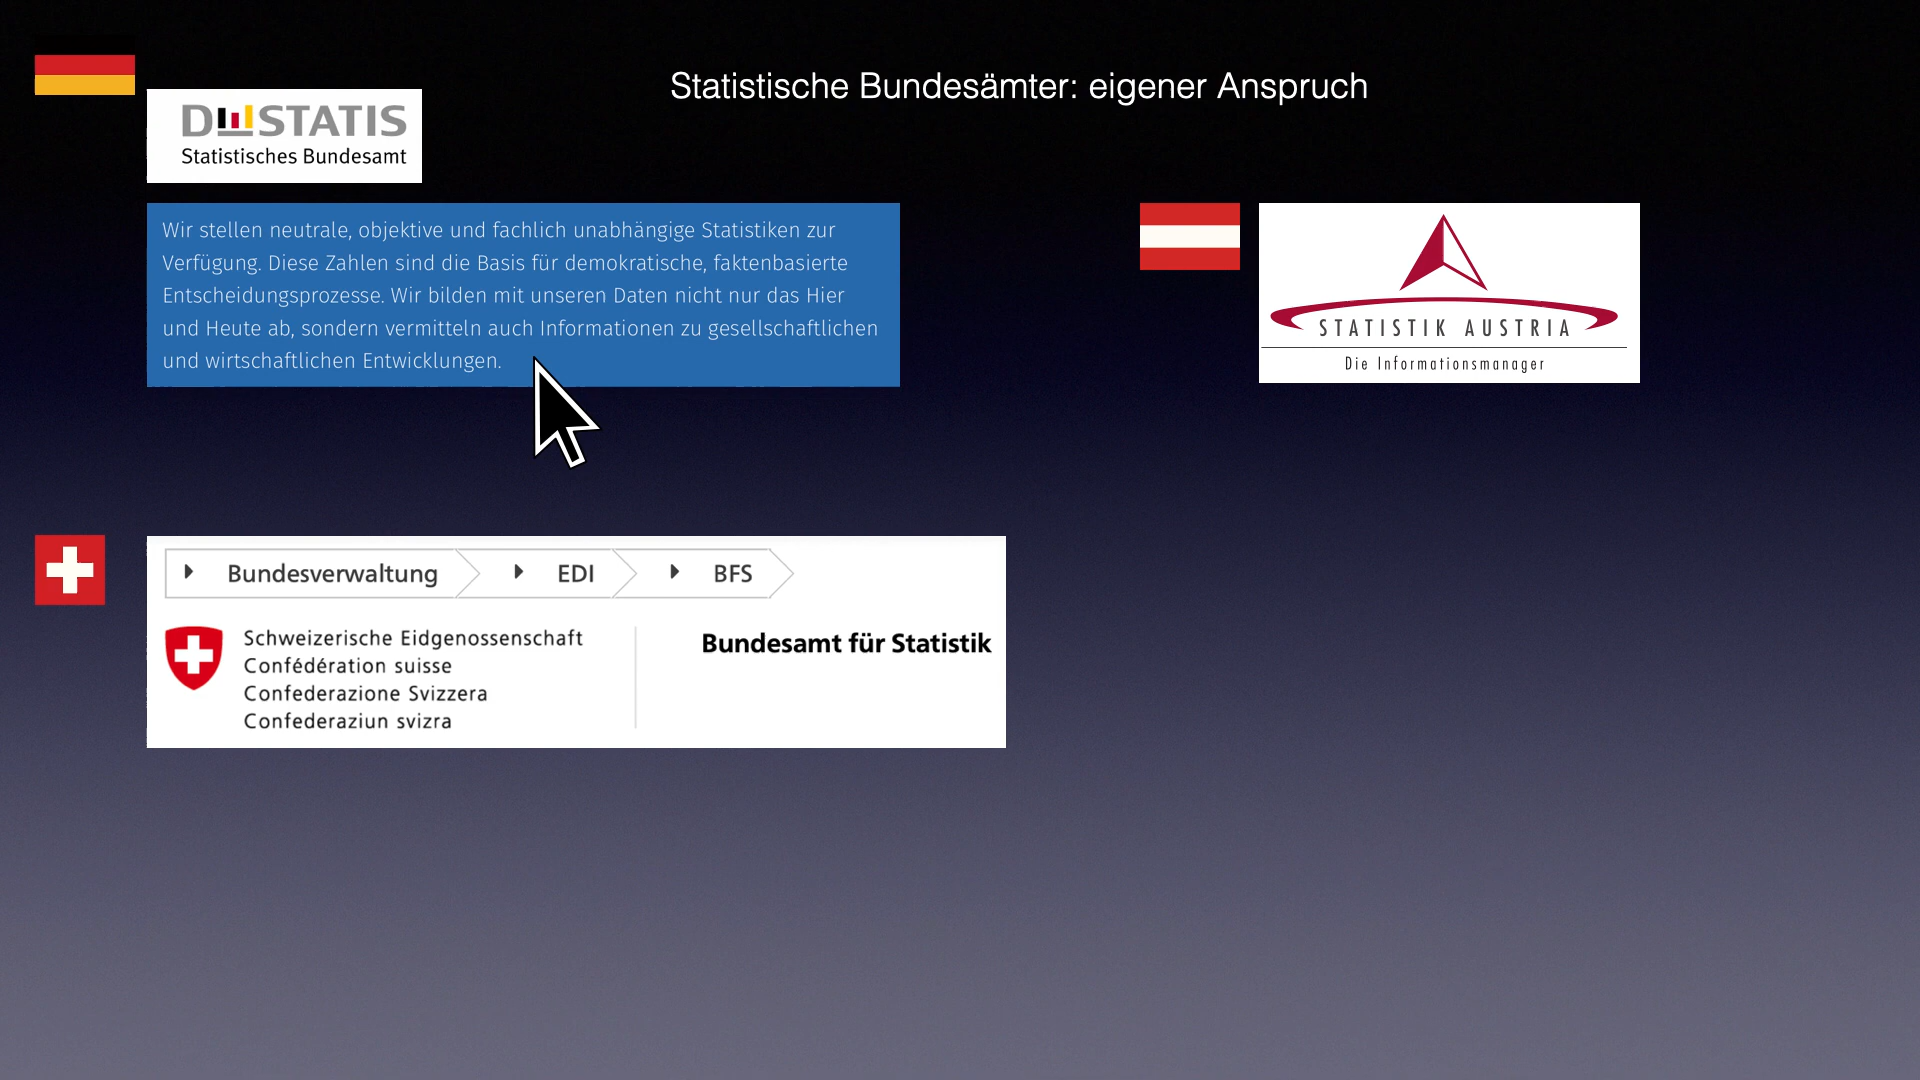 Statistische Bundesämter: eigener Anspruch
DESTATIS
Statistisches Bundesamt
Wir stellen neutrale, objektive und fachlich unabhängige Statistiken zur
Verfügung. Diese Zahlen sind die Basis für demokratische, faktenbasierte
Entscheidungsprozesse. Wir bilden mit unseren Daten nicht nur das Hier
und Heute ab, sondern vermitteln auch Informationen zu gesellschaftlichen
und wirtschaftlichen Entwicklungen.
STATISTIK AUSTRIA
Die Informationsmanager
Bundesverwaltung EDI BFS
Schweizerische Eidgenossenschaft
Confédération suisse
Confederazione Svizzera
Confederaziun svizra
Bundesamt für Statistik